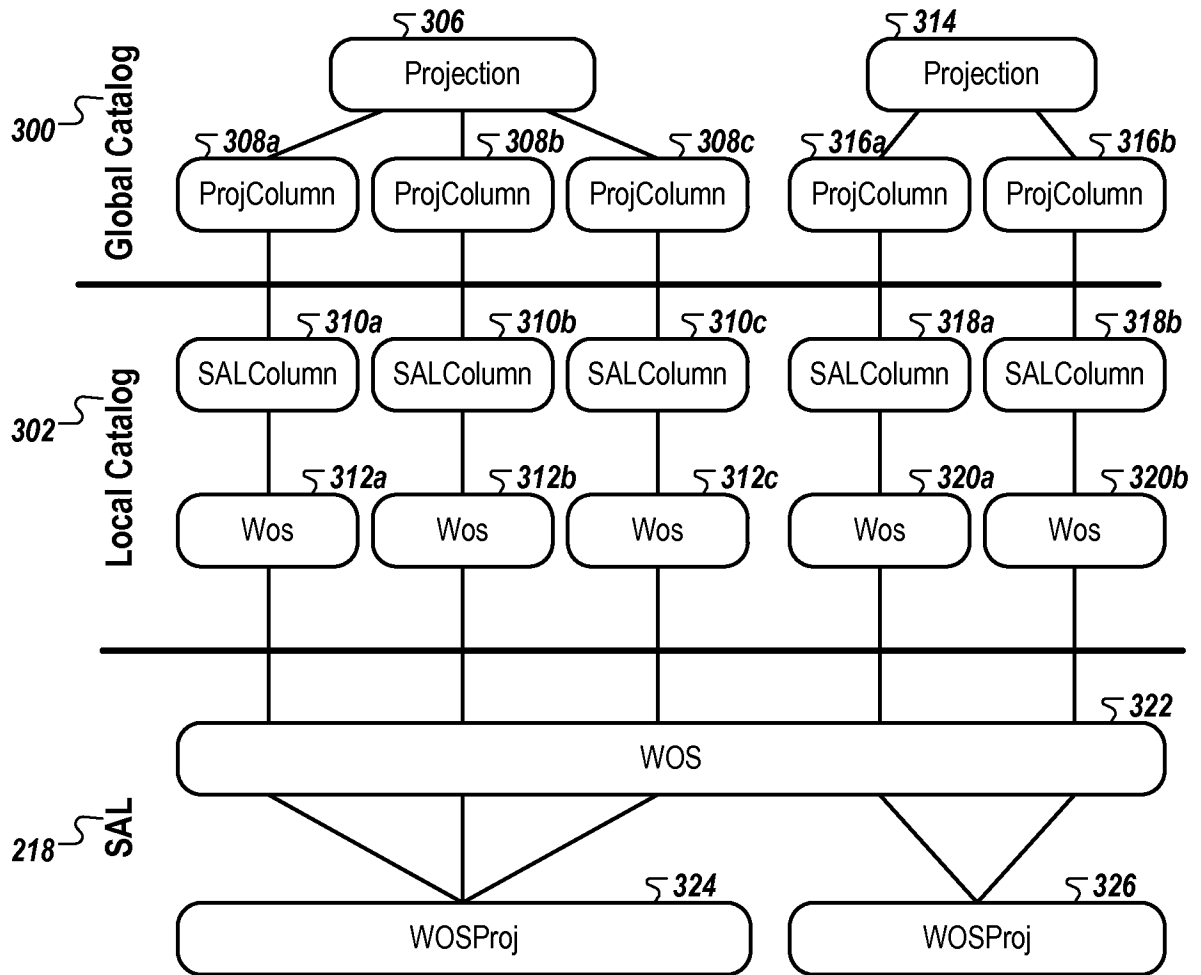 306
314
Projection
Projection
300
Global Catalog
308a
308b
308c
316a
316b
ProjColumn
ProjColumn
ProjColumn
ProjColumn
ProjColumn
310a
310b
310c
318a
318b
SALColumn
SALColumn
SALColumn
SALColumn
SALColumn
302
Local Catalog
312a
312b
312c
320a
320b
Wos
Wos
Wos
Wos
Wos
322
WOS
218
SAL
324
326
WOSProj
WOSProj